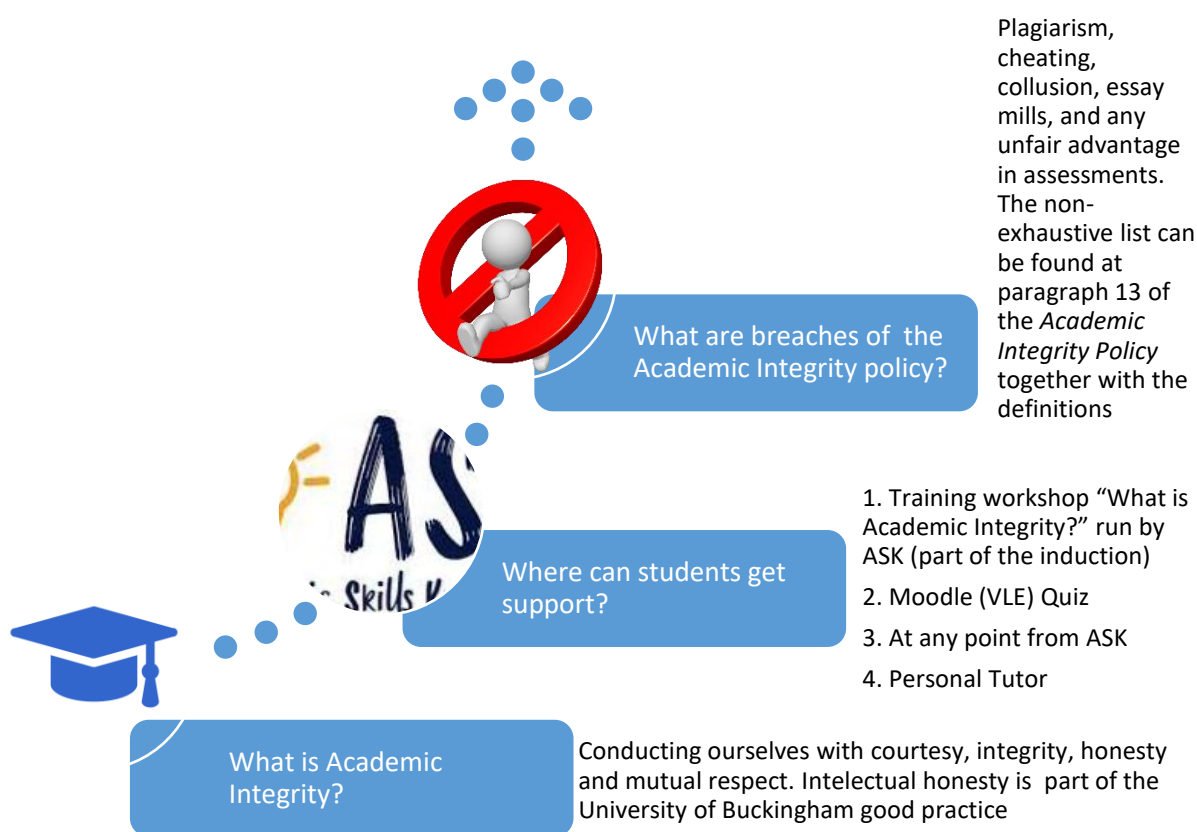 Plagiarism,
cheating,
collusion, essay
mills, and any
unfair advantage
in assessments.
The non-
exhaustive list can
be found at
paragraph 13 of
the Academic
Integrity Policy
together with the
definitions
What are breaches of  the
Academic Integrity policy?
AS
Skills
Where can students get
support?
1. Training workshop “What is
Academic Integrity?” run by
ASK (part of the induction)
2. Moodle (VLE) Quiz
3. At any point from ASK
4. Personal Tutor
What is Academic
Integrity?
Conducting ourselves with courtesy, integrity, honesty
and mutual respect. Intelectual honesty is  part of the
University of Buckingham good practice